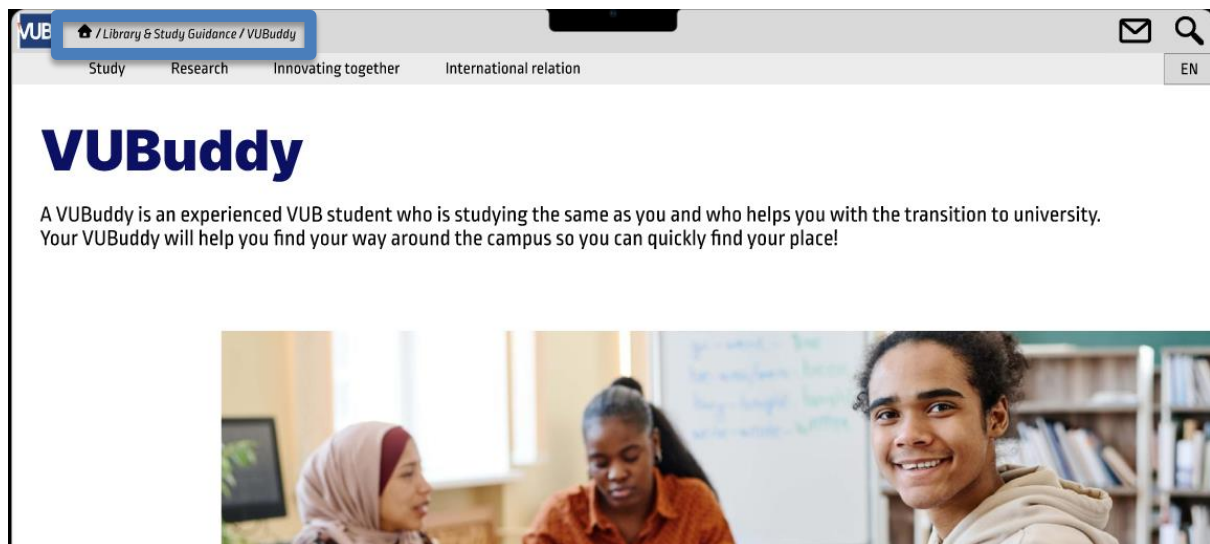 VUB
/ Library & Study Guidance / VUBuddy
Study Research Innovating together International relation
EN
VUBuddy
A VUBuddy is an experienced VUB student who is studying the same as you and who helps you with the transition to university.
Your VUBuddy will help you find your way around the campus so you can quickly find your place!